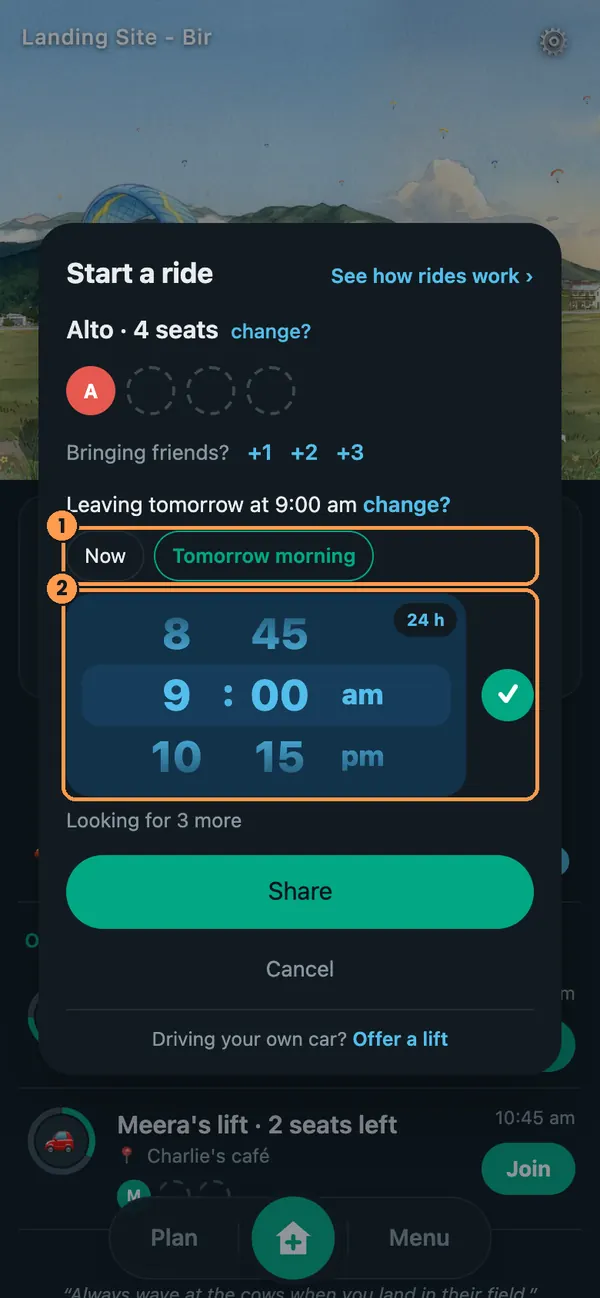 Landing Site - Bir
Start a ride
See how rides work ›
Alto · 4 seats change?
A
Bringing friends? +1 +2 +3
Leaving tomorrow at 9:00 am change?
1
Now
Tomorrow morning
2
8 45
24 h
9 : 00 am
10 15 pm
Looking for 3 more
Share
Cancel
Driving your own car? Offer a lift
Meera's lift · 2 seats left
10:45 am
Charlie's café
Join
M
Plan
Menu
"Always wave at the cows when you land in their field."